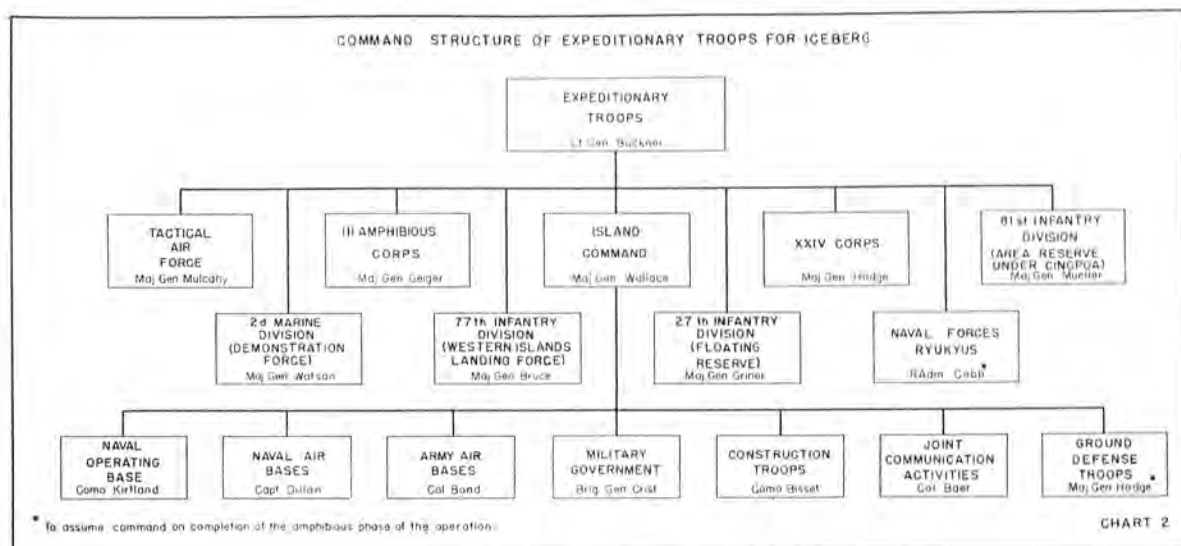 COMMAND STRUCTURE OF EXPEDITIONARY TROOPS FOR ICEBERG
EXPEDITIONARY
TROOPS
Lt Gen Buckner
TACTICAL
AIR
FORCE
Maj Gen Mulcahy
III AMPHIBIOUS
CORPS
Maj Gen Geiger
ISLAND
COMMAND
Maj Gen Wallace
XXIV CORPS
Maj Gen Hodge
81st INFANTRY
DIVISION
(AREA RESERVE
UNDER CINCPOA)
Maj Gen Mueller
2d MARINE
DIVISION
(DEMONSTRATION
FORCE)
Maj Gen Watson
77th INFANTRY
DIVISION
(WESTERN ISLANDS
LANDING FORCE)
Maj Gen Bruce
27th INFANTRY
DIVISION
(FLOATING
RESERVE)
Maj Gen Griner
NAVAL FORCES
RYUKYUS
RAdm Cobb*
NAVAL
OPERATING
BASE
Como Kirtland
NAVAL AIR
BASES
Capt Dillon
ARMY AIR
BASES
Col Band
MILITARY
GOVERNMENT
Brig Gen Crist
CONSTRUCTION
TROOPS
Como Bisset
JOINT
COMMUNICATION
ACTIVITIES
Col Baer
GROUND
DEFENSE
TROOPS
Maj Gen Hodge *
* To assume command on completion of the amphibious phase of the operation.
CHART 2